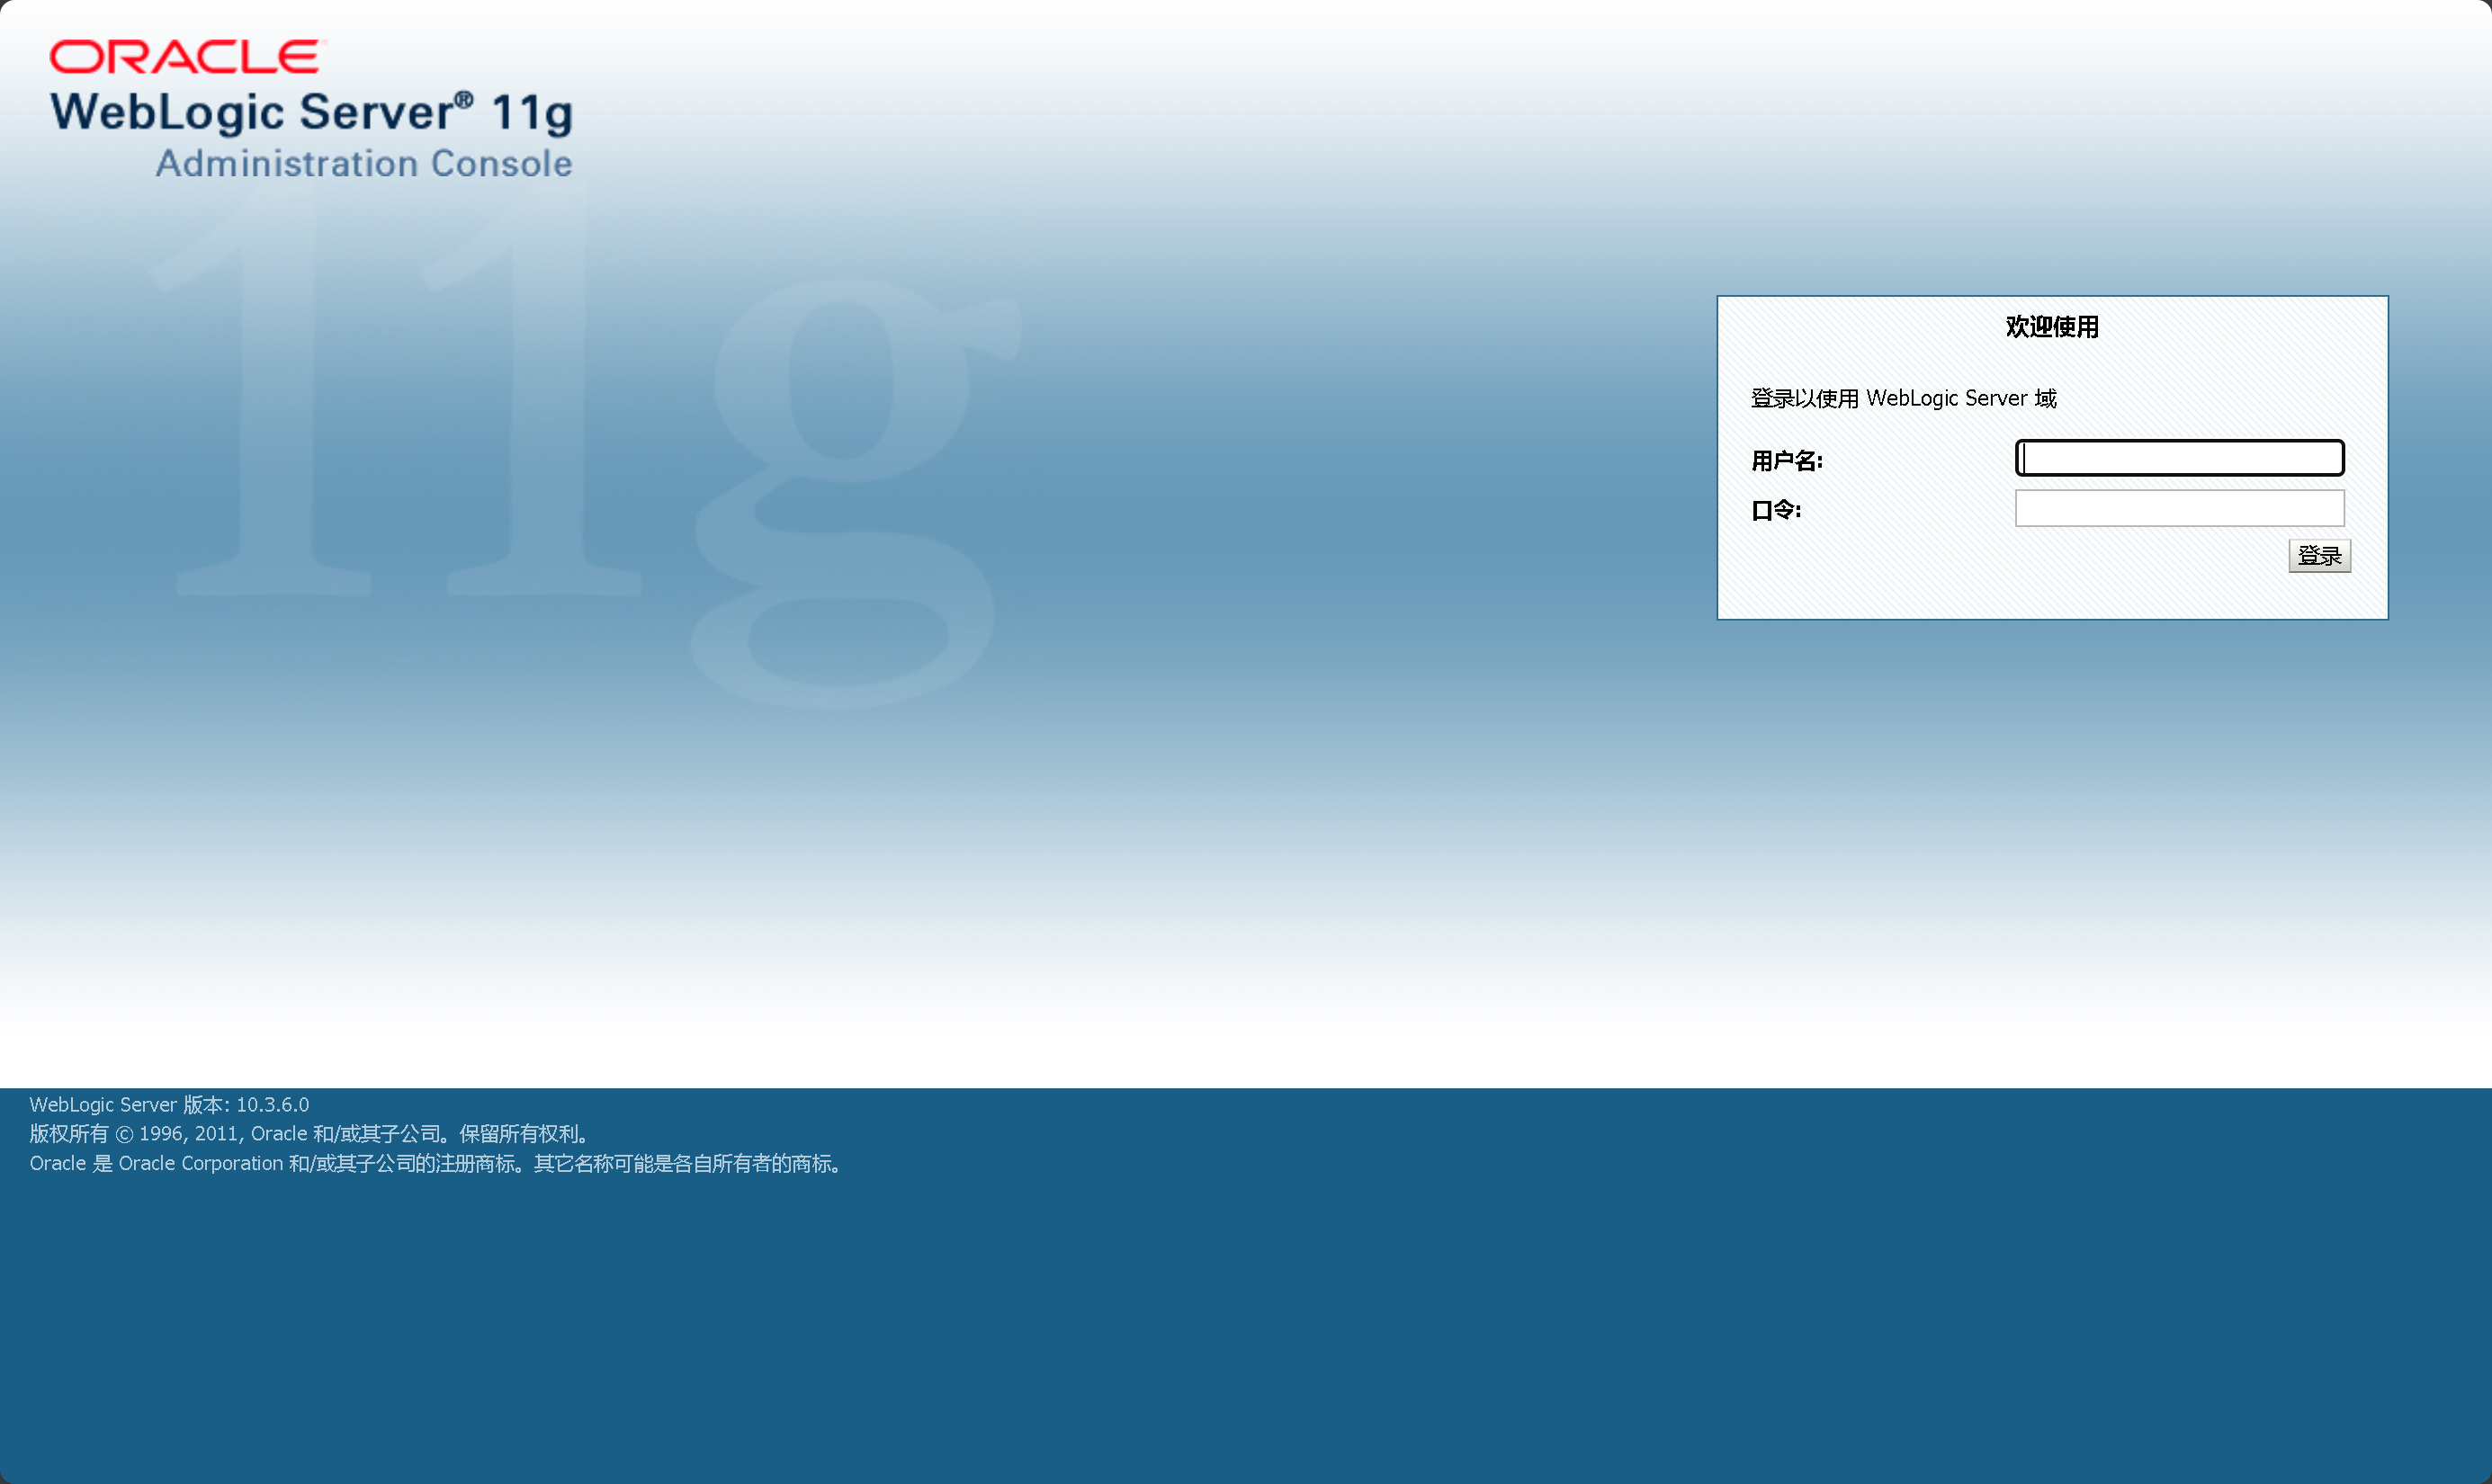 ORACLE
WebLogic Server® 11g
Administration Console
11g
欢迎使用
登录以使用 WebLogic Server 域
用户名:
口令:
登录
WebLogic Server 版本: 10.3.6.0
版权所有 © 1996, 2011, Oracle 和/或其子公司。保留所有权利。
Oracle 是 Oracle Corporation 和/或其子公司的注册商标。其它名称可能是各自所有者的商标。